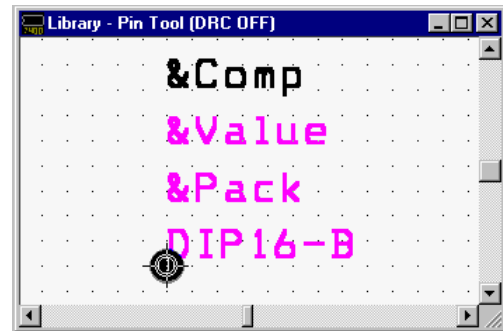 Library - Pin Tool (DRC OFF)
&Comp
&Value
&Pack
DIP16-B